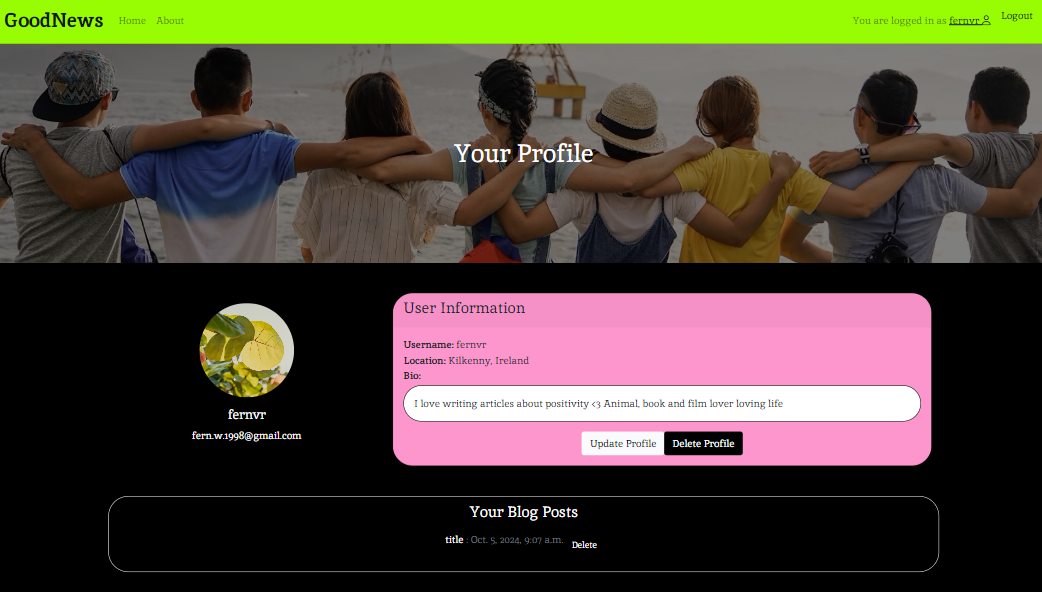 GoodNews Home About You are logged in as fernvr Logout
Your Profile
fernvr
fern.w.1998@gmail.com
User Information
Username: fernvr
Location: Kilkenny, Ireland
Bio:
I love writing articles about positivity <3 Animal, book and film lover loving life
Update Profile Delete Profile
Your Blog Posts
title : Oct. 5, 2024, 9:07 a.m. Delete